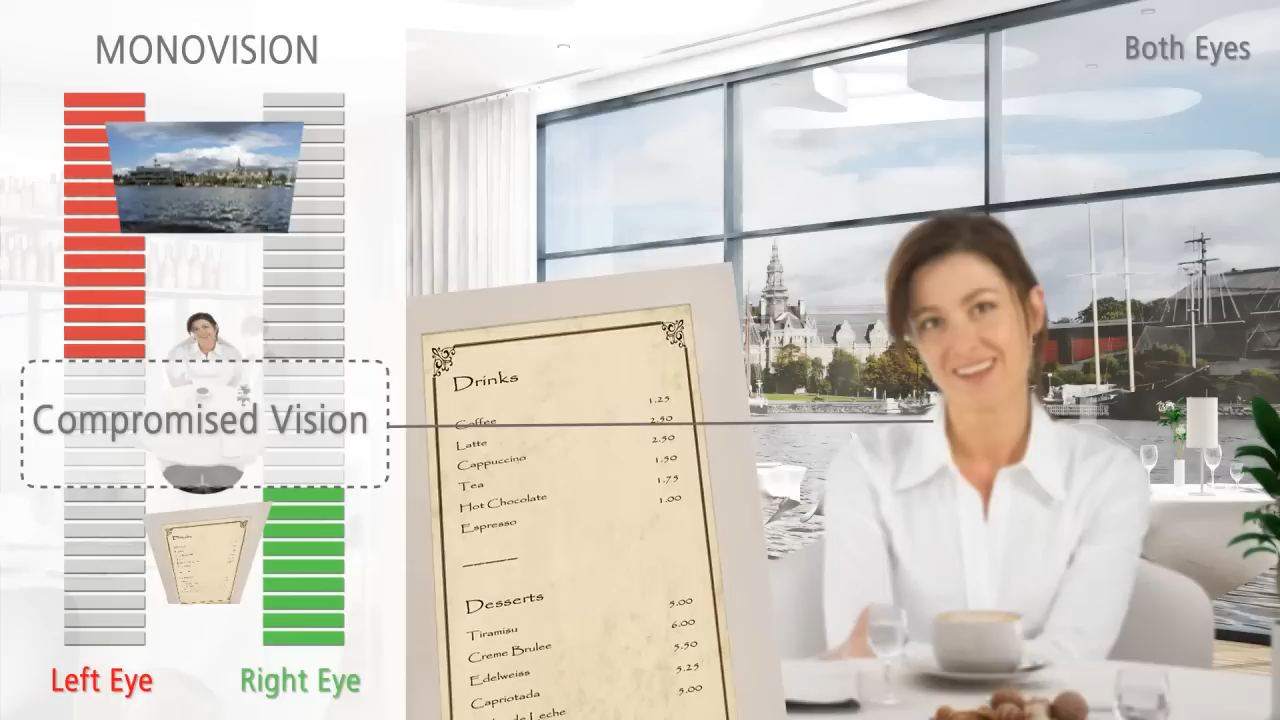 MONOVISION
Both Eyes
Compromised Vision
Left Eye
Right Eye
Drinks
1.25
Coffee 2.50
Latte 2.50
Cappuccino 1.50
Tea 1.75
Hot Chocolate 1.00
Espresso
Desserts
5.00
Tiramisu 6.00
Creme Brulee 5.50
Edelweiss 5.25
Capriotada 5.00
de Leche